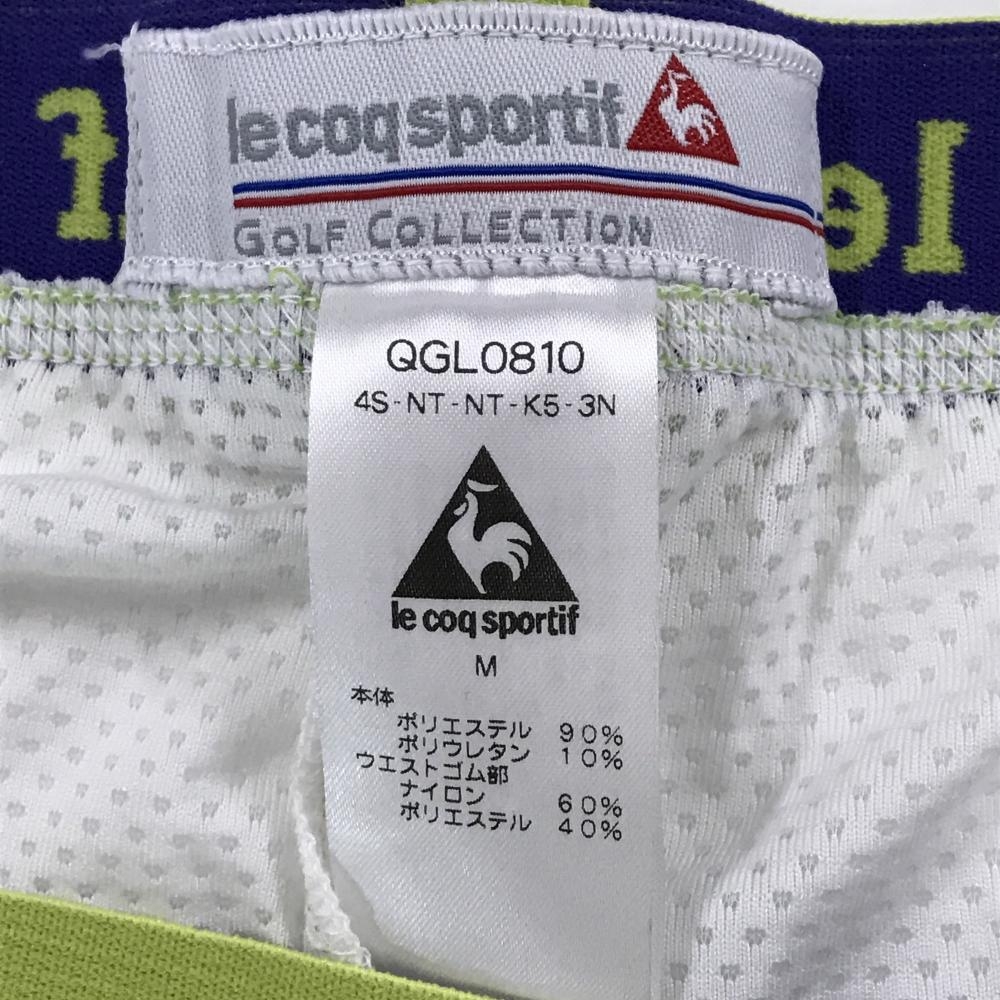 le coq sportif
GOLF COLLECTION
le
f
QGL0810
4S-NT-NT-K5-3N
le coq sportif
M
本体
ポリエステル 90%
ポリウレタン 10%
ウエストゴム部
ナイロン 60%
ポリエステル 40%